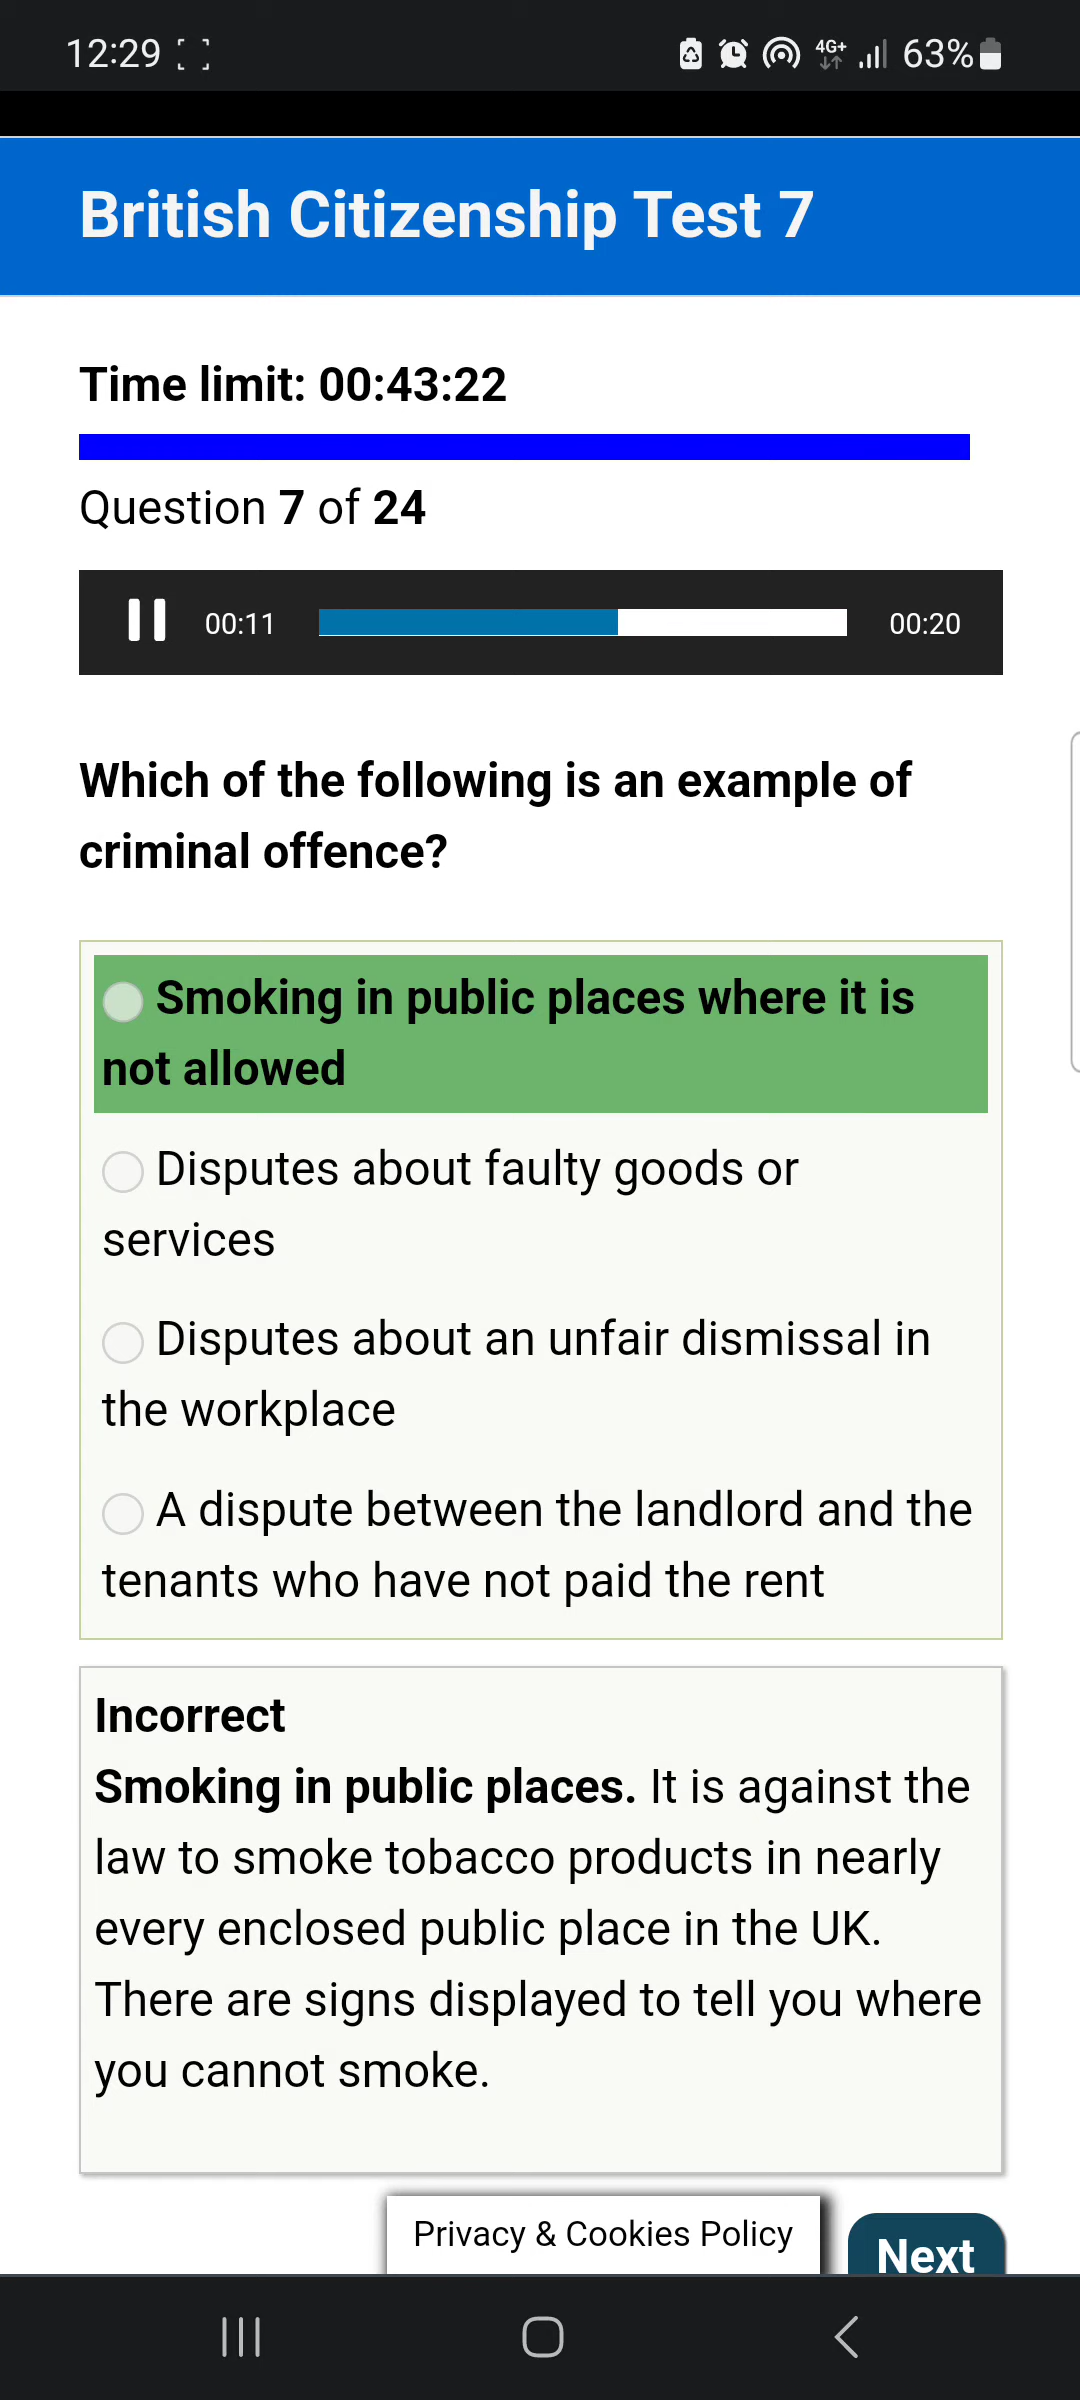 12:29
4G+ 63%
British Citizenship Test 7
Time limit: 00:43:22
Question 7 of 24
00:11 00:20
Which of the following is an example of
criminal offence?
Smoking in public places where it is
not allowed
Disputes about faulty goods or
services
Disputes about an unfair dismissal in
the workplace
A dispute between the landlord and the
tenants who have not paid the rent
Incorrect
Smoking in public places. It is against the
law to smoke tobacco products in nearly
every enclosed public place in the UK.
There are signs displayed to tell you where
you cannot smoke.
Privacy & Cookies Policy
Next